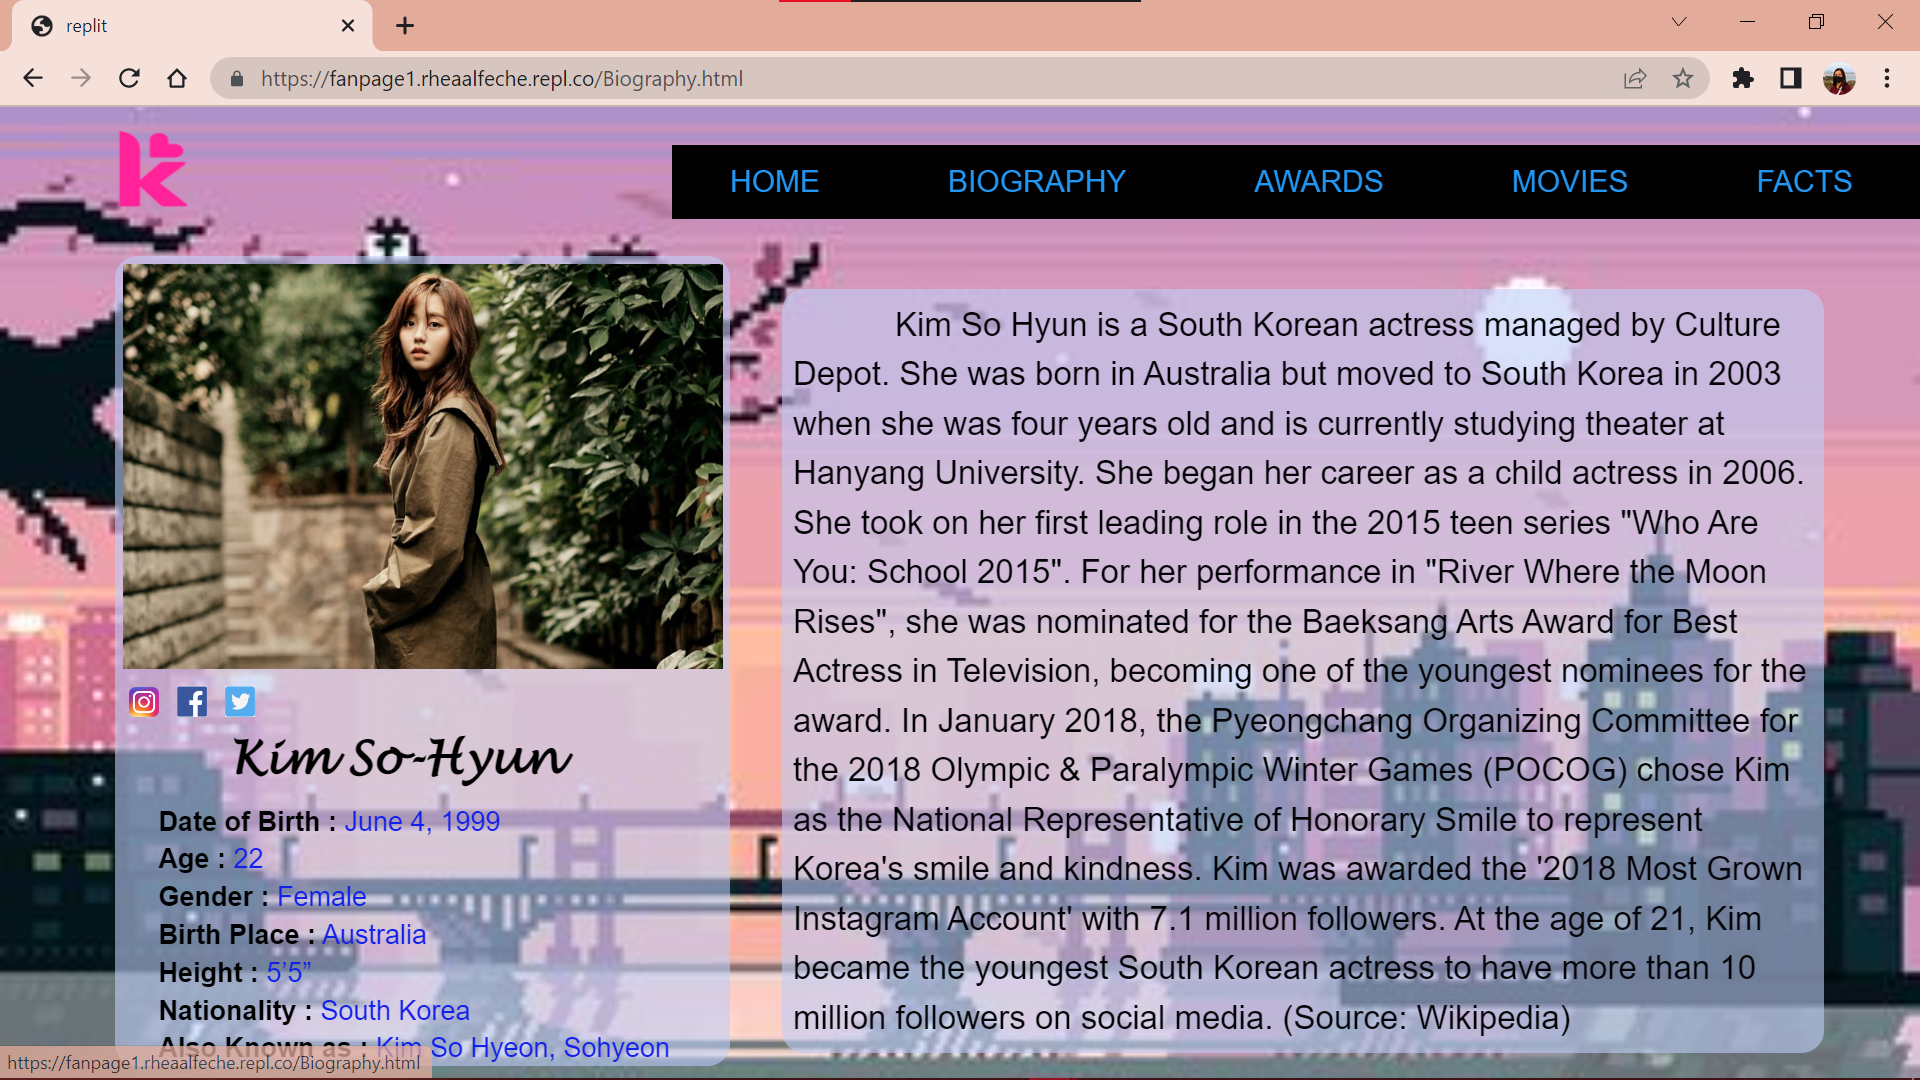 replit
https://fanpage1.rheaalfeche.repl.co/Biography.html
k
HOME BIOGRAPHY AWARDS MOVIES FACTS
Kim So Hyun is a South Korean actress managed by Culture
Depot. She was born in Australia but moved to South Korea in 2003
when she was four years old and is currently studying theater at
Hanyang University. She began her career as a child actress in 2006.
She took on her first leading role in the 2015 teen series "Who Are
You: School 2015". For her performance in "River Where the Moon
Rises", she was nominated for the Baeksang Arts Award for Best
Actress in Television, becoming one of the youngest nominees for the
award. In January 2018, the Pyeongchang Organizing Committee for
the 2018 Olympic & Paralympic Winter Games (POCOG) chose Kim
as the National Representative of Honorary Smile to represent
Korea's smile and kindness. Kim was awarded the '2018 Most Grown
Instagram Account' with 7.1 million followers. At the age of 21, Kim
became the youngest South Korean actress to have more than 10
million followers on social media. (Source: Wikipedia)
Kim So-Hyun
Date of Birth : June 4, 1999
Age : 22
Gender : Female
Birth Place : Australia
Height : 5’5”
Nationality : South Korea
Also Known as : Kim So Hyeon, Sohyeon
https://fanpage1.rheaalfeche.repl.co/Biography.html